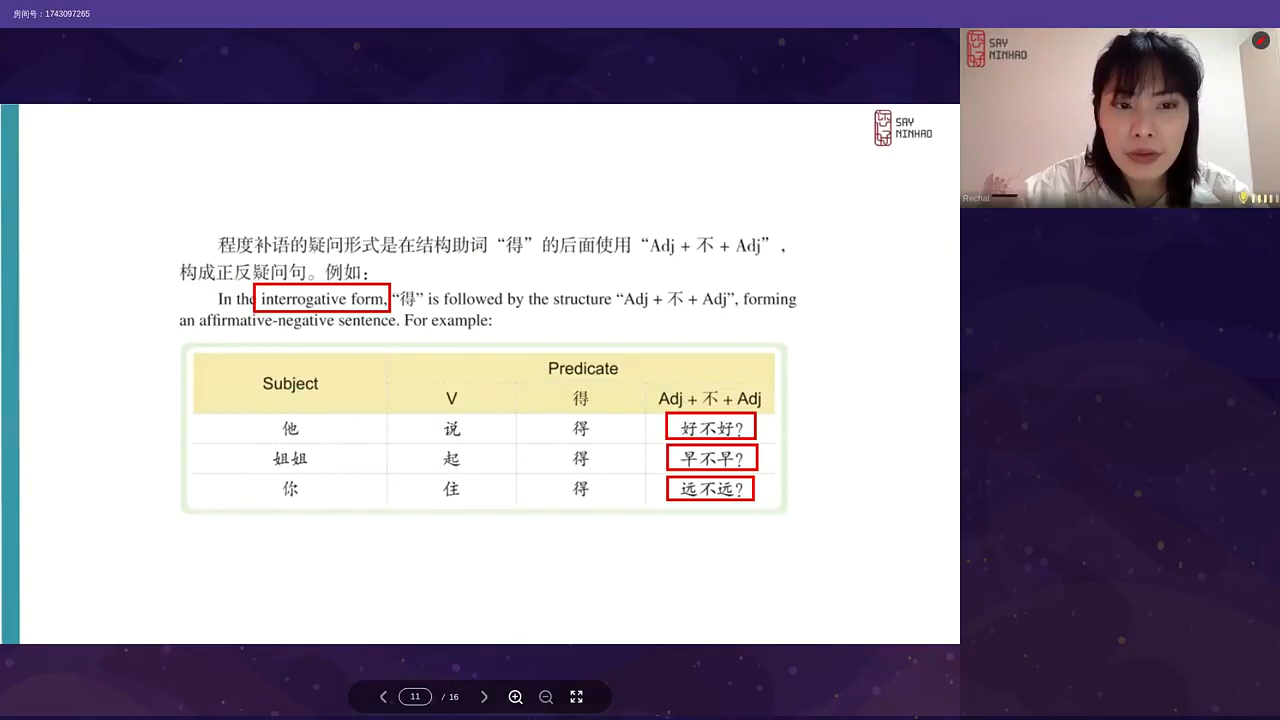 房间号：1743097265
SAY
NINHAO
SAY
NINHAO
Rechal
程度补语的疑问形式是在结构助词“得”的后面使用“Adj + 不 + Adj”，
构成正反疑问句。例如：
In the interrogative form, “得” is followed by the structure “Adj + 不 + Adj”, forming
an affirmative-negative sentence. For example:
Subject Predicate
V 得 Adj + 不 + Adj
他 说 得 好不好？
姐姐 起 得 早不早？
你 住 得 远不远？
11 / 16